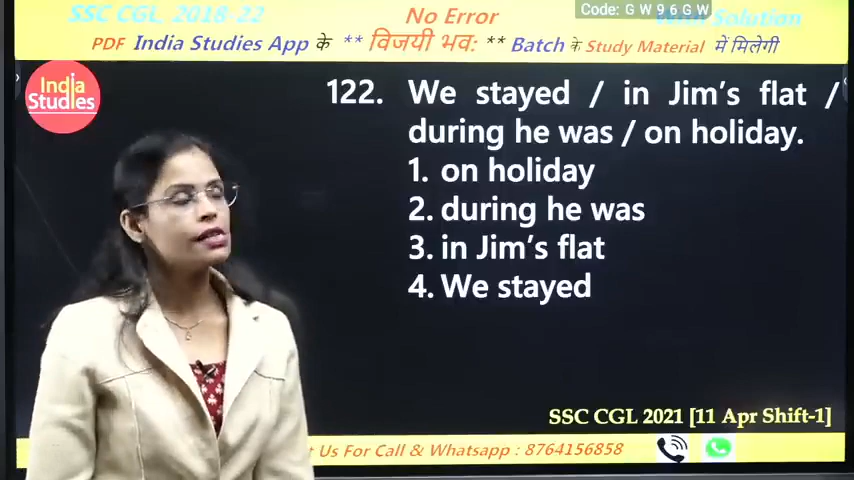 SSC CGL, 2018-22
No Error
Code: G W 9 6 G W
Solution
PDF India Studies App के ** विजयी भव: ** Batch के Study Material में मिलेगी
India
Studies
122. We stayed / in Jim's flat /
during he was / on holiday.
1. on holiday
2. during he was
3. in Jim's flat
4. We stayed
SSC CGL 2021 [11 Apr Shift-1]
t Us For Call & Whatsapp : 8764156858